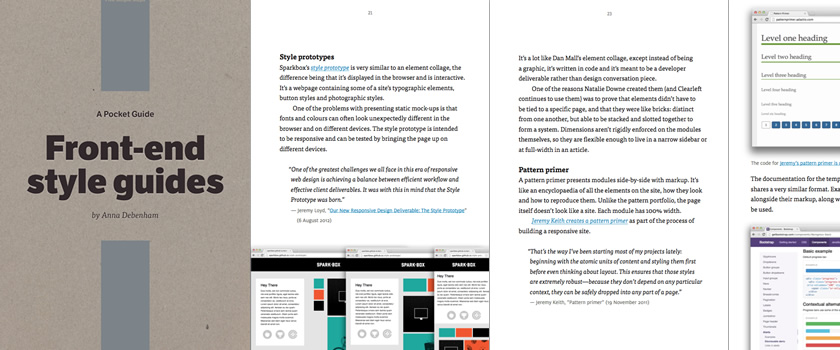 A Pocket Guide
Front-end
style guides
by Anna Debenham
21
Style prototypes
Sparkbox's style prototype is very similar to an element collage, the
difference being that it's displayed in the browser and is interactive.
It's a webpage containing some of a site's typographic elements,
button styles and photographic styles.
One of the problems with presenting static mock-ups is that
fonts and colours can often look unexpectedly different in the
browser and on different devices. The style prototype is intended
to be responsive and can be tested by bringing the page up on
different devices.
"One of the greatest challenges we all face in this era of responsive
web design is achieving a balance between efficient workflow and
effective client deliverables. It was with this in mind that the Style
Prototype was born."
— Jeremy Loyd, "Our New Responsive Design Deliverable: The Style Prototype"
(8 August 2012)
SPARK·BOX
SPARK·BOX
SPARK·BOX
Hey There
Hey There
Hey There
22
It's a lot like Dan Mall's element collage, except instead of being
a graphic, it's written in code and it's meant to be a developer
deliverable rather than design conversation piece.
One of the reasons Natalie Downe created them (and Clearleft
continues to use them) was to prove that elements didn't have to
be tied to a specific page, and that they were like bricks: distinct
from one another, but able to be stacked and slotted together to
form a system. Dimensions aren't rigidly enforced on the modules
themselves, so they are flexible enough to live in a narrow sidebar or
at full-width in an article.
Pattern primer
A pattern primer presents modules side-by-side with markup. It's
like an encyclopaedia of all the elements on the site, how they look
and how to reproduce them. Unlike the pattern portfolio, the page
itself doesn't look like a site. Each module has 100% width.
Jeremy Keith creates a pattern primer as part of the process of
building a responsive site.
"That's the way I've been starting most of my projects lately:
beginning with the atomic units of content and styling them first
before even thinking about layout. This ensures that those styles
are extremely robust—because they don't depend on any particular
context, they can be safely dropped into any part of a page."
— Jeremy Keith, "Pattern primer" (19 November 2011)
Level one heading
Level two heading
Level three heading
Level four heading
Level five heading
The code for Jeremy's pattern primer is
The documentation for the temp
shares a very similar format. Exa
alongside their markup, along w
be used.
Bootstrap
Basic example
Contextual alternat